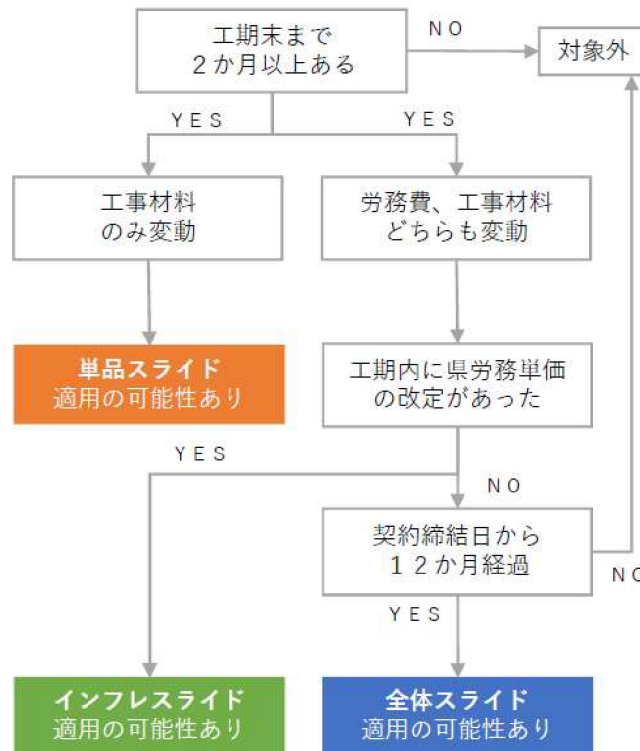 工期末まで
２か月以上ある
ＮＯ
対象外
ＹＥＳ
ＹＥＳ
工事材料
のみ変動
労務費、工事材料
どちらも変動
単品スライド
適用の可能性あり
工期内に県労務単価
の改定があった
ＹＥＳ
ＮＯ
契約締結日から
１２か月経過
ＮＯ
ＹＥＳ
インフレスライド
適用の可能性あり
全体スライド
適用の可能性あり